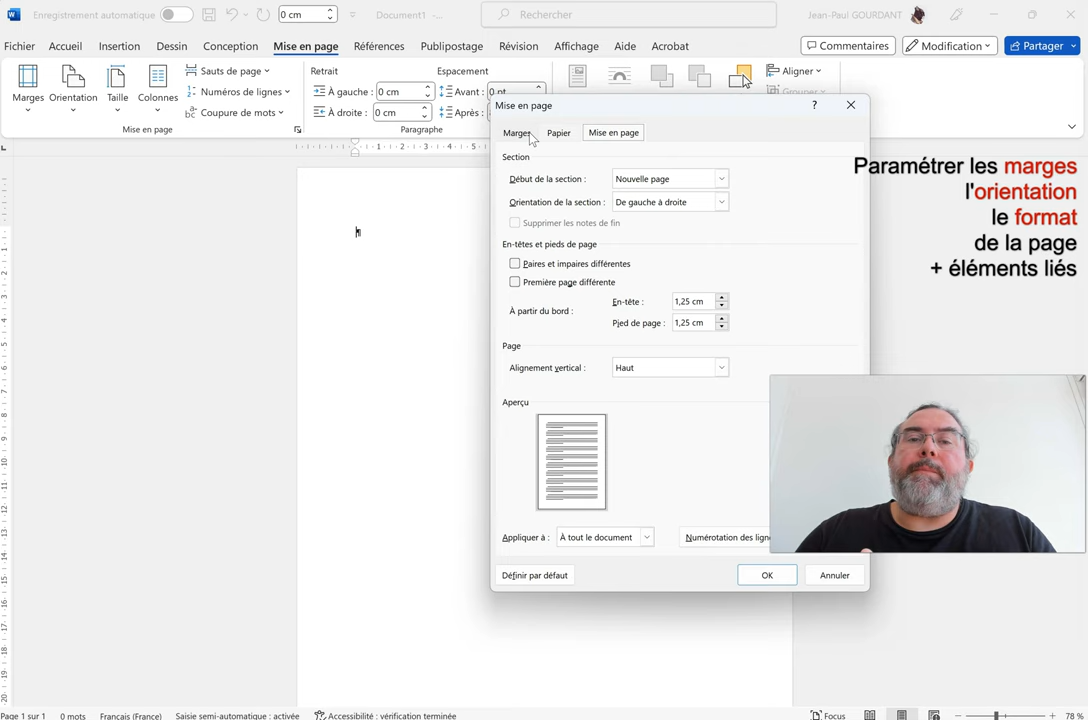 Enregistrement automatique
0 cm
Document1 -...
Rechercher
Jean-Paul GOURDANT
Fichier Accueil Insertion Dessin Conception Mise en page Références Publipostage Révision Affichage Aide Acrobat
Commentaires
Modification
Partager
Marges
Orientation
Taille
Colonnes
Sauts de page
Numéros de lignes
Coupure de mots
Mise en page
Retrait
À gauche : 0 cm
À droite : 0 cm
Espacement
Avant : 0 pt
Après :
Paragraphe
Aligner
Grouper
Mise en page
Marges Papier Mise en page
Section
Début de la section : Nouvelle page
Orientation de la section : De gauche à droite
Supprimer les notes de fin
En-têtes et pieds de page
Paires et impaires différentes
Première page différente
À partir du bord :
En-tête : 1,25 cm
Pied de page : 1,25 cm
Page
Alignement vertical : Haut
Aperçu
Appliquer à : À tout le document
Numérotation des lign
Définir par défaut
OK
Annuler
Paramétrer les marges
l'orientation
le format
de la page
+ éléments liés
Page 1 sur 1 0 mots Français (France) Saisie semi-automatique : activée Accessibilité : vérification terminée
Focus
78 %